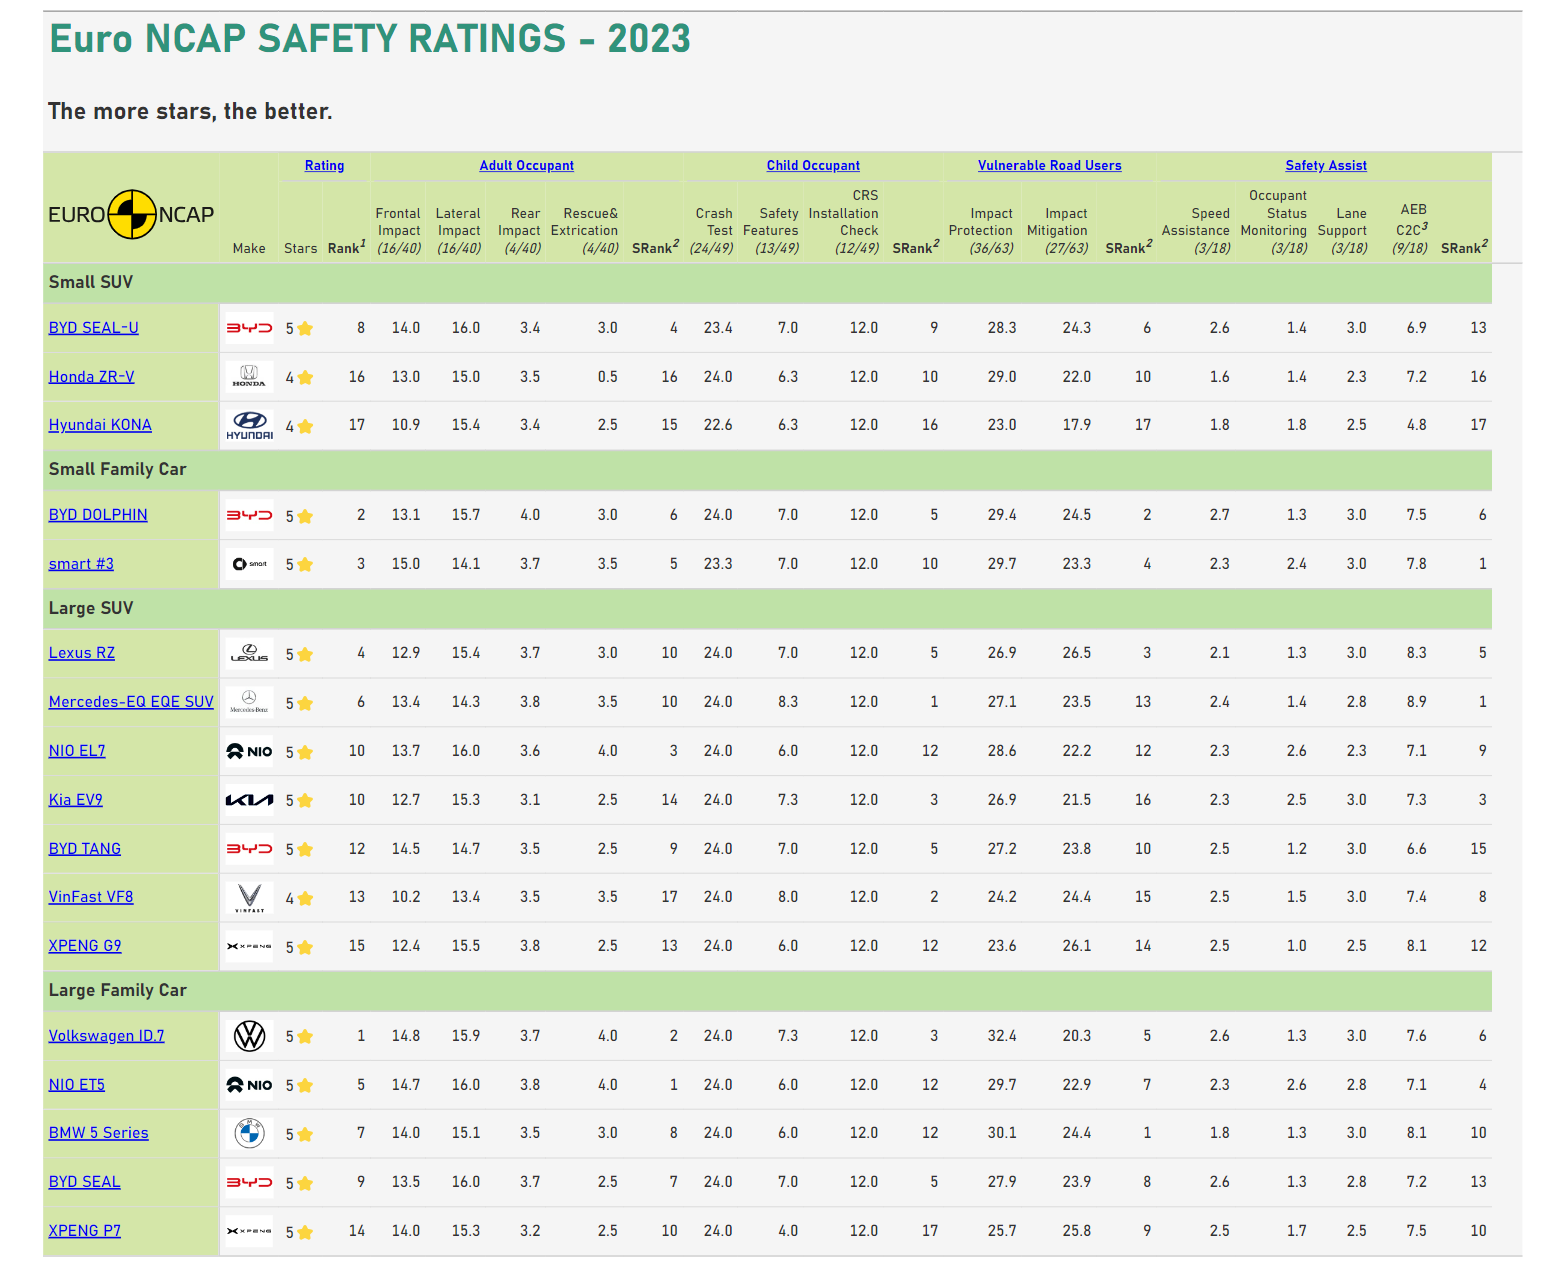 Euro NCAP SAFETY RATINGS - 2023
The more stars, the better.
Rating Adult Occupant Child Occupant Vulnerable Road Users Safety Assist
EURO NCAP Make Stars Rank1 Frontal Impact (16/40) Lateral Impact (16/40) Rear Impact (4/40) Rescue& Extrication (4/40) SRank2 Crash Test (24/49) Safety Features (13/49) CRS Installation Check (12/49) SRank2 Impact Protection (36/63) Impact Mitigation (27/63) SRank2 Speed Assistance (3/18) Occupant Status Monitoring (3/18) Lane Support (3/18) AEB C2C3 (9/18) SRank2
Small SUV
BYD SEAL-U BYD 5 8 14.0 16.0 3.4 3.0 4 23.4 7.0 12.0 9 28.3 24.3 6 2.6 1.4 3.0 6.9 13
Honda ZR-V HONDA 4 16 13.0 15.0 3.5 0.5 16 24.0 6.3 12.0 10 29.0 22.0 10 1.6 1.4 2.3 7.2 16
Hyundai KONA HYUNDAI 4 17 10.9 15.4 3.4 2.5 15 22.6 6.3 12.0 16 23.0 17.9 17 1.8 1.8 2.5 4.8 17
Small Family Car
BYD DOLPHIN BYD 5 2 13.1 15.7 4.0 3.0 6 24.0 7.0 12.0 5 29.4 24.5 2 2.7 1.3 3.0 7.5 6
smart #3 smart 5 3 15.0 14.1 3.7 3.5 5 23.3 7.0 12.0 10 29.7 23.3 4 2.3 2.4 3.0 7.8 1
Large SUV
Lexus RZ LEXUS 5 4 12.9 15.4 3.7 3.0 10 24.0 7.0 12.0 5 26.9 26.5 3 2.1 1.3 3.0 8.3 5
Mercedes-EQ EQE SUV Mercedes-Benz 5 6 13.4 14.3 3.8 3.5 10 24.0 8.3 12.0 1 27.1 23.5 13 2.4 1.4 2.8 8.9 1
NIO EL7 NIO 5 10 13.7 16.0 3.6 4.0 3 24.0 6.0 12.0 12 28.6 22.2 12 2.3 2.6 2.3 7.1 9
Kia EV9 KIA 5 10 12.7 15.3 3.1 2.5 14 24.0 7.3 12.0 3 26.9 21.5 16 2.3 2.5 3.0 7.3 3
BYD TANG BYD 5 12 14.5 14.7 3.5 2.5 9 24.0 7.0 12.0 5 27.2 23.8 10 2.5 1.2 3.0 6.6 15
VinFast VF8 VINFAST 4 13 10.2 13.4 3.5 3.5 17 24.0 8.0 12.0 2 24.2 24.4 15 2.5 1.5 3.0 7.4 8
XPENG G9 XPENG 5 15 12.4 15.5 3.8 2.5 13 24.0 6.0 12.0 12 23.6 26.1 14 2.5 1.0 2.5 8.1 12
Large Family Car
Volkswagen ID.7 5 1 14.8 15.9 3.7 4.0 2 24.0 7.3 12.0 3 32.4 20.3 5 2.6 1.3 3.0 7.6 6
NIO ET5 NIO 5 5 14.7 16.0 3.8 4.0 1 24.0 6.0 12.0 12 29.7 22.9 7 2.3 2.6 2.8 7.1 4
BMW 5 Series BMW 5 7 14.0 15.1 3.5 3.0 8 24.0 6.0 12.0 12 30.1 24.4 1 1.8 1.3 3.0 8.1 10
BYD SEAL BYD 5 9 13.5 16.0 3.7 2.5 7 24.0 7.0 12.0 5 27.9 23.9 8 2.6 1.3 2.8 7.2 13
XPENG P7 XPENG 5 14 14.0 15.3 3.2 2.5 10 24.0 4.0 12.0 17 25.7 25.8 9 2.5 1.7 2.5 7.5 10